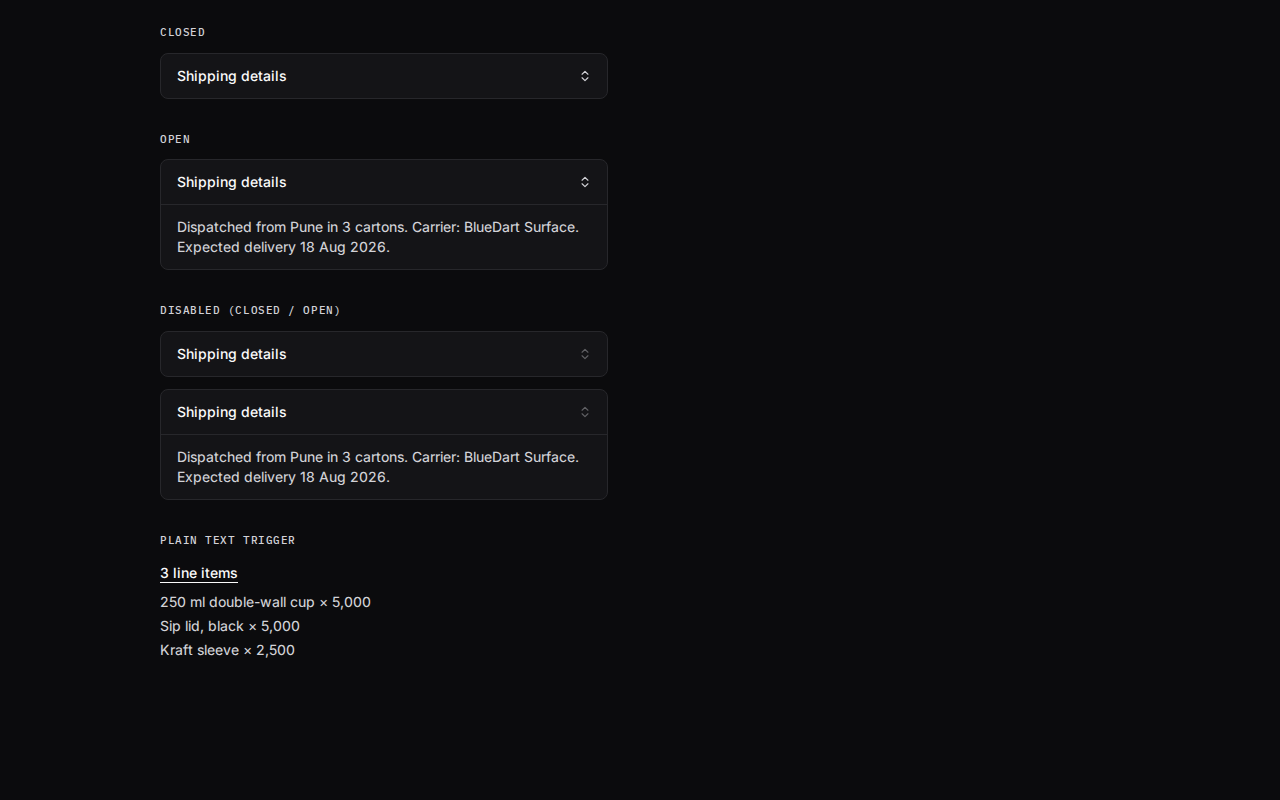 CLOSED
Shipping details
OPEN
Shipping details
Dispatched from Pune in 3 cartons. Carrier: BlueDart Surface.
Expected delivery 18 Aug 2026.
DISABLED (CLOSED / OPEN)
Shipping details
Shipping details
Dispatched from Pune in 3 cartons. Carrier: BlueDart Surface.
Expected delivery 18 Aug 2026.
PLAIN TEXT TRIGGER
3 line items
250 ml double-wall cup × 5,000
Sip lid, black × 5,000
Kraft sleeve × 2,500